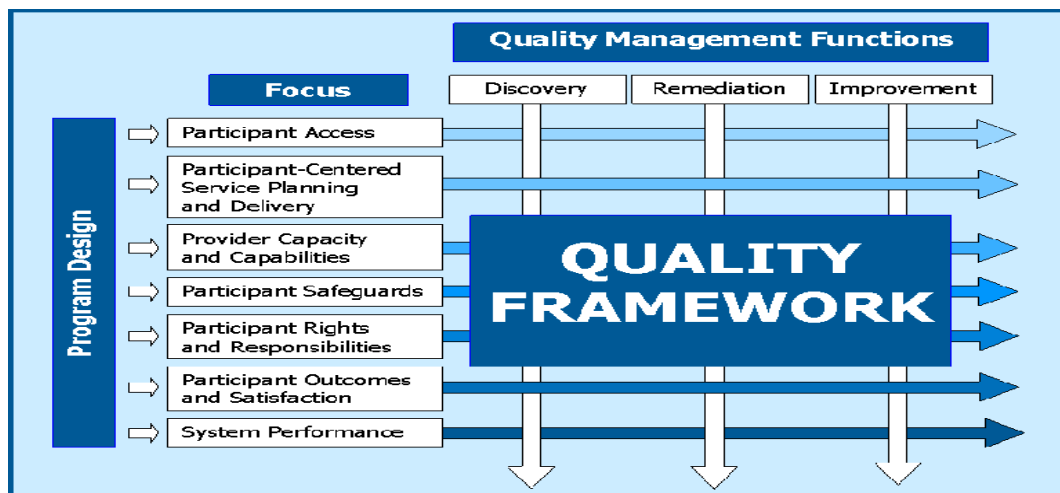 Quality Management Functions
Focus
Discovery
Remediation
Improvement
Program Design
Participant Access
Participant-Centered
Service Planning
and Delivery
Provider Capacity
and Capabilities
Participant Safeguards
Participant Rights
and Responsibilities
Participant Outcomes
and Satisfaction
System Performance
QUALITY
FRAMEWORK